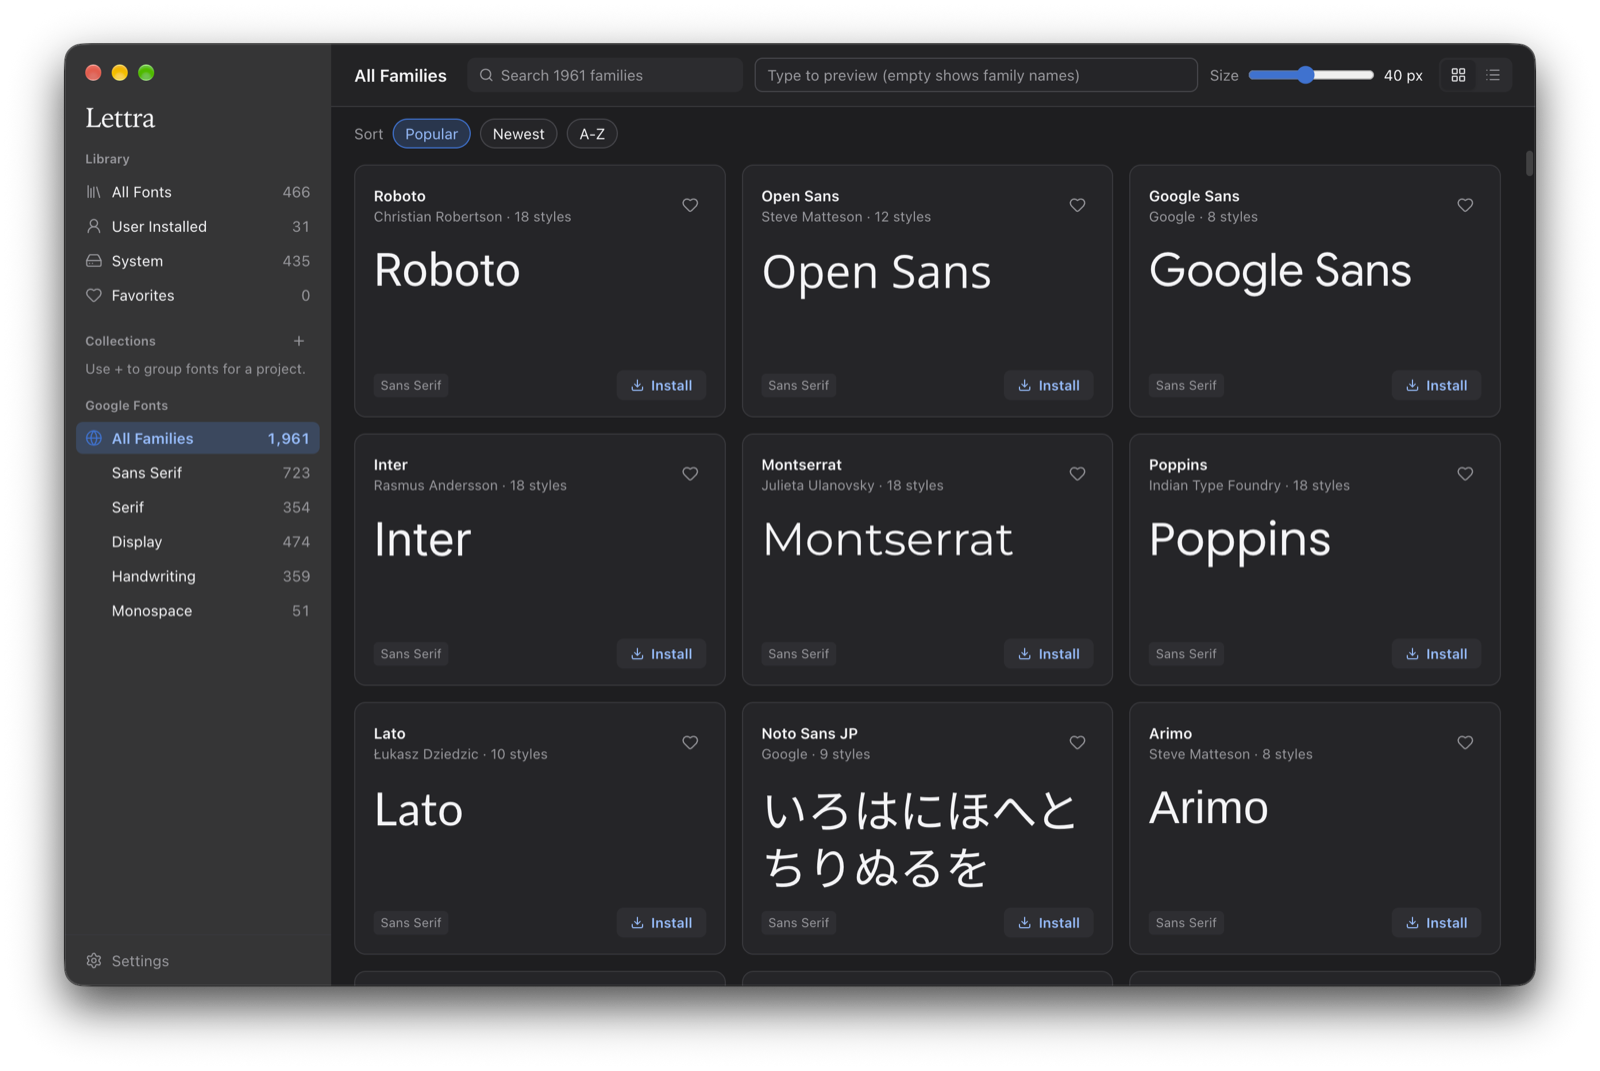 Lettra
Library
All Fonts 466
User Installed 31
System 435
Favorites 0
Collections +
Use + to group fonts for a project.
Google Fonts
All Families 1,961
Sans Serif 723
Serif 354
Display 474
Handwriting 359
Monospace 51
Settings
All Families
Search 1961 families
Type to preview (empty shows family names)
Size 40 px
Sort Popular Newest A-Z
Roboto
Christian Robertson · 18 styles
Roboto
Sans Serif Install
Open Sans
Steve Matteson · 12 styles
Open Sans
Sans Serif Install
Google Sans
Google · 8 styles
Google Sans
Sans Serif Install
Inter
Rasmus Andersson · 18 styles
Inter
Sans Serif Install
Montserrat
Julieta Ulanovsky · 18 styles
Montserrat
Sans Serif Install
Poppins
Indian Type Foundry · 18 styles
Poppins
Sans Serif Install
Lato
Łukasz Dziedzic · 10 styles
Lato
Sans Serif Install
Noto Sans JP
Google · 9 styles
いろはにほへと
ちりぬるを
Sans Serif Install
Arimo
Steve Matteson · 8 styles
Arimo
Sans Serif Install